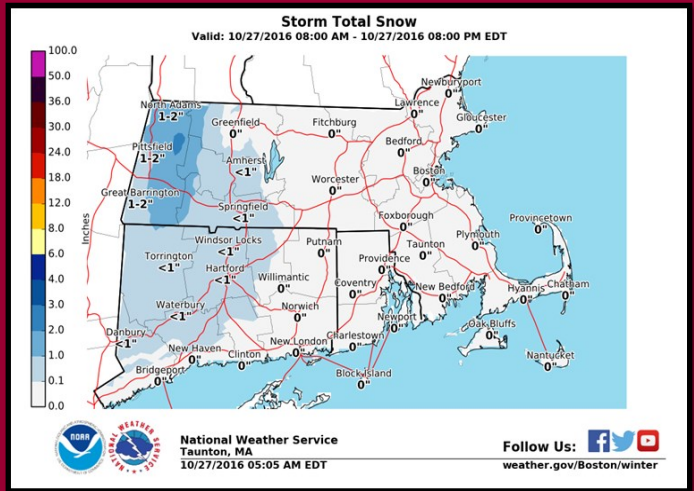 Storm Total Snow
Valid: 10/27/2016 08:00 AM - 10/27/2016 08:00 PM EDT
100.0
50.0
36.0
30.0
24.0
18.0
12.0
8.0
6.0
4.0
3.0
2.0
1.0
0.1
0.0
Inches
Newburyport
0"
North Adams
1-2"
Lawrence
0"
Greenfield
0"
Fitchburg
0"
Gloucester
0"
Bedford
0"
Pittsfield
1-2"
Amherst
<1"
Boston
0"
Worcester
0"
Great Barrington
1-2"
Springfield
<1"
Foxborough
0"
Provincetown
0"
Windsor Locks
<1"
Putnam
0"
Taunton
0"
Plymouth
0"
Torrington
<1"
Hartford
<1"
Providence
0"
Willimantic
0"
Coventry
0"
New Bedford
0"
Hyannis
0"
Chatham
0"
Waterbury
<1"
Norwich
0"
Newport
0"
Oak Bluffs
0"
Danbury
<1"
New Haven
0"
Clinton
0"
New London
0"
Charlestown
0"
Nantucket
0"
Bridgeport
0"
Block Island
0"
NOAA
NATIONAL WEATHER SERVICE
National Weather Service
Taunton, MA
10/27/2016 05:05 AM EDT
Follow Us:
weather.gov/Boston/winter